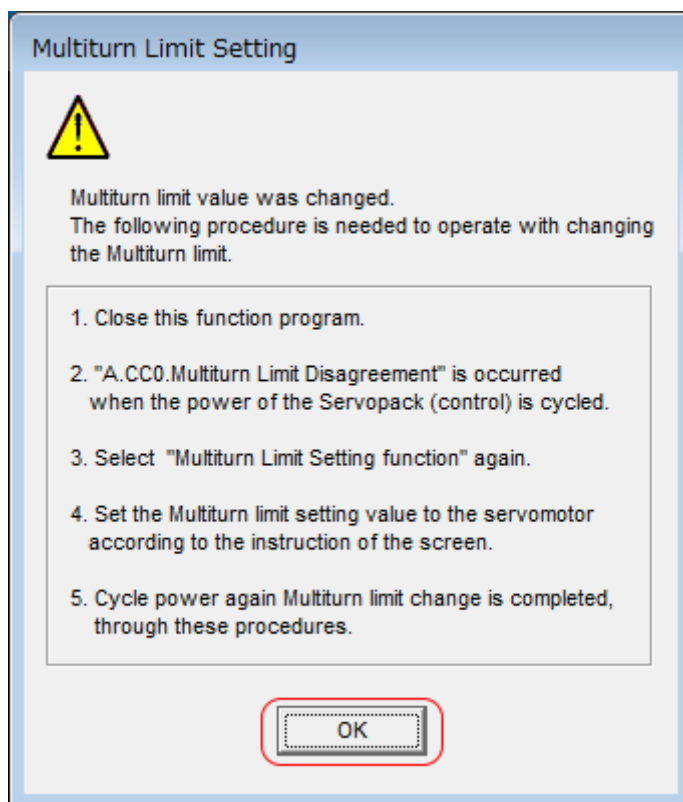 Multiturn Limit Setting
Multiturn limit value was changed.
The following procedure is needed to operate with changing
the Multiturn limit.
1. Close this function program.
2. "A.CC0.Multiturn Limit Disagreement" is occurred
when the power of the Servopack (control) is cycled.
3. Select "Multiturn Limit Setting function" again.
4. Set the Multiturn limit setting value to the servomotor
according to the instruction of the screen.
5. Cycle power again Multiturn limit change is completed,
through these procedures.
OK